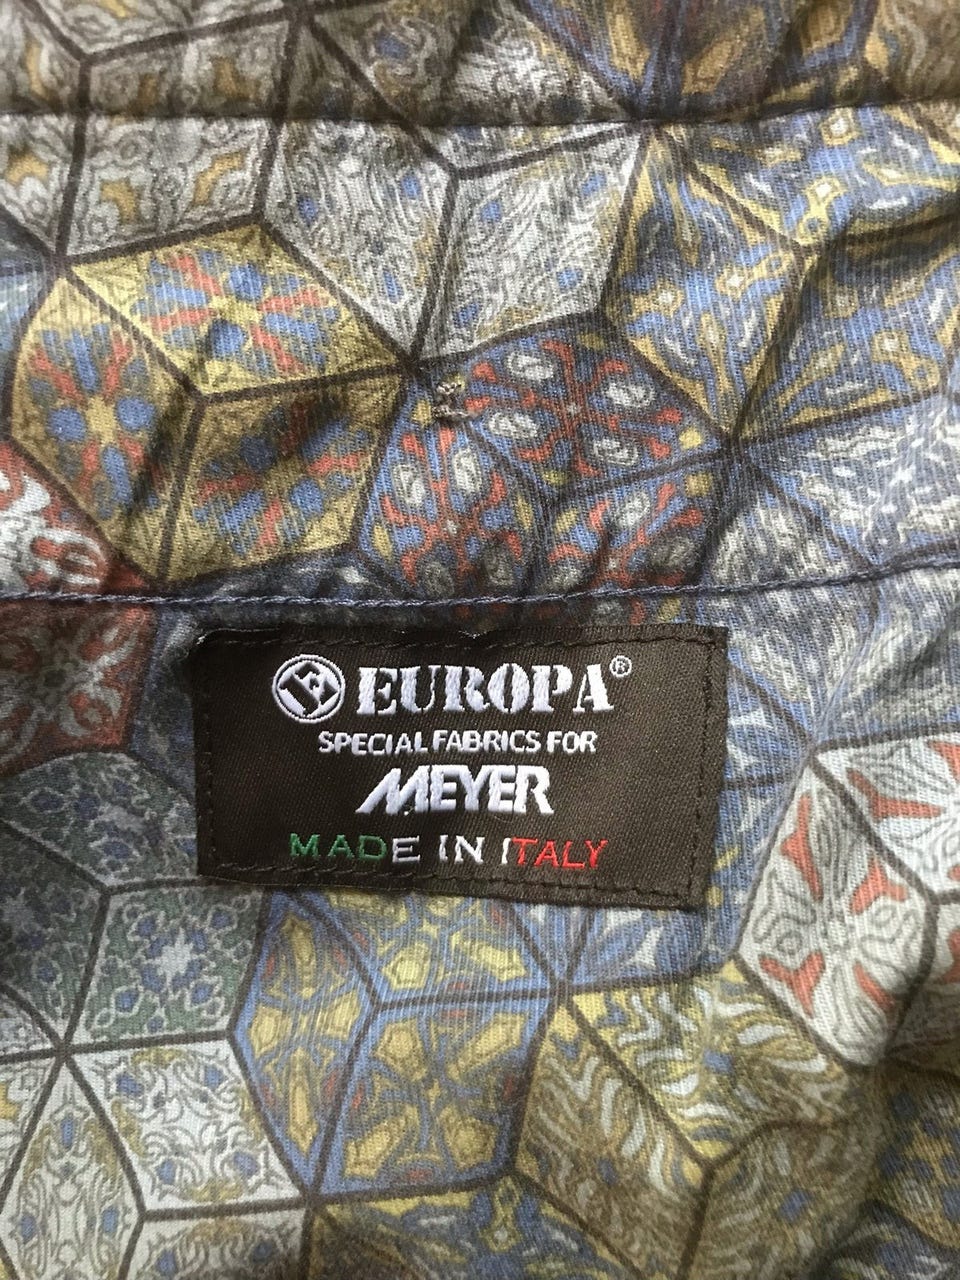 EUROPA®
SPECIAL FABRICS FOR
MEYER
MADE IN ITALY